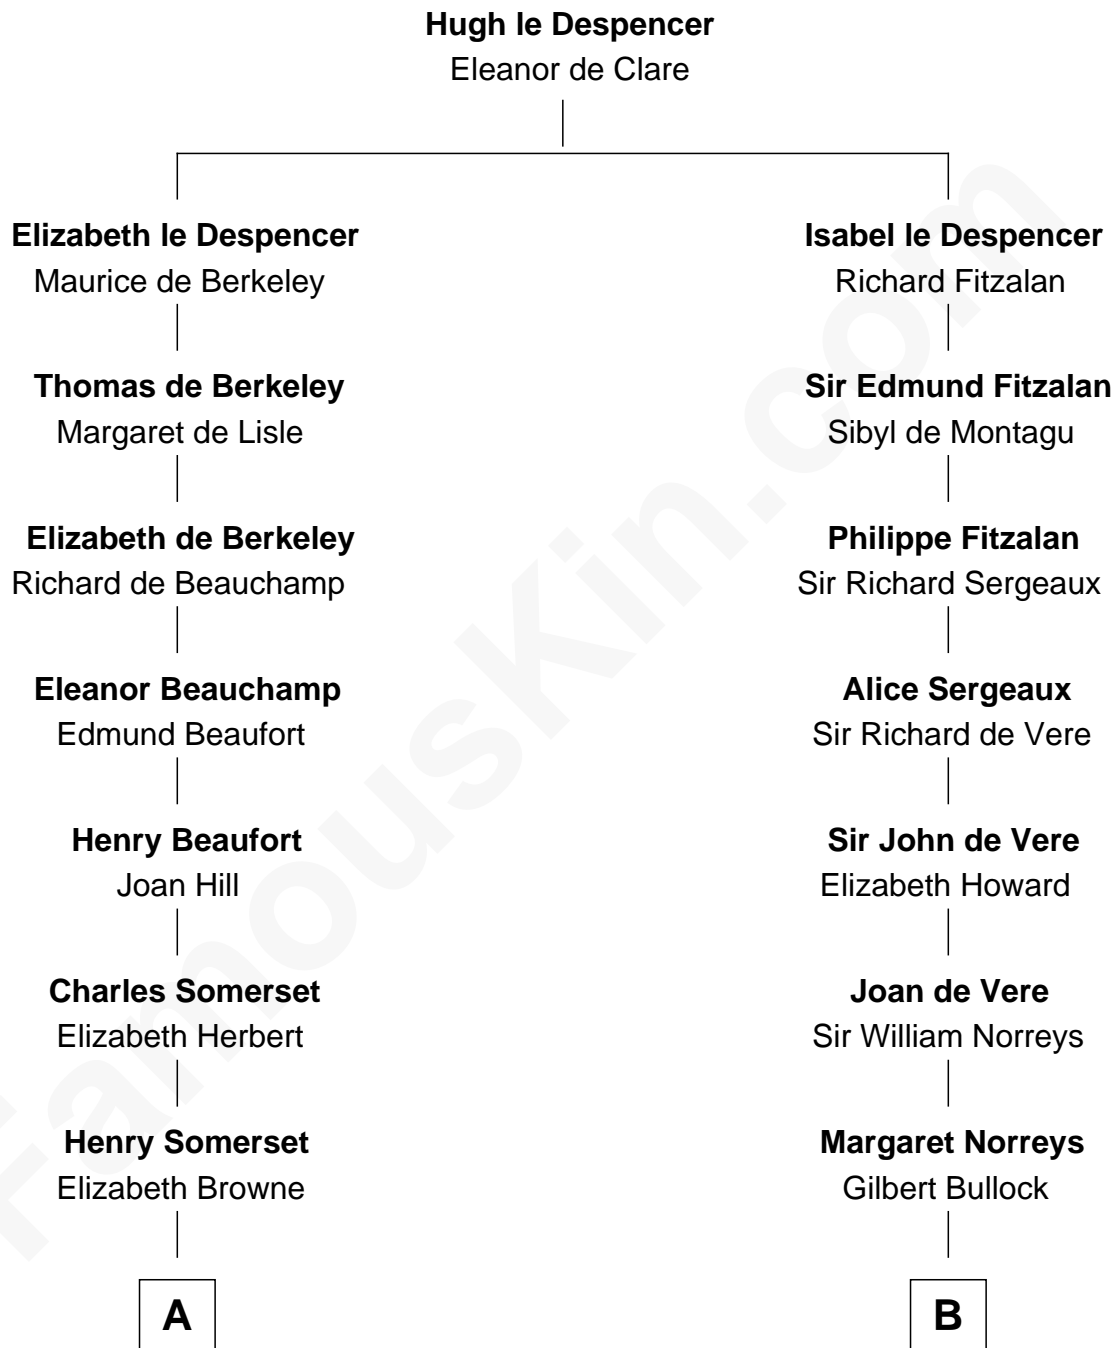 Hugh le Despencer
Eleanor de Clare
Elizabeth le Despencer
Maurice de Berkeley
Isabel le Despencer
Richard Fitzalan
Thomas de Berkeley
Margaret de Lisle
Sir Edmund Fitzalan
Sibyl de Montagu
Elizabeth de Berkeley
Richard de Beauchamp
Philippe Fitzalan
Sir Richard Sergeaux
Eleanor Beauchamp
Edmund Beaufort
Alice Sergeaux
Sir Richard de Vere
Henry Beaufort
Joan Hill
Sir John de Vere
Elizabeth Howard
Charles Somerset
Elizabeth Herbert
Joan de Vere
Sir William Norreys
Henry Somerset
Elizabeth Browne
Margaret Norreys
Gilbert Bullock
A
B
FamousKin.com